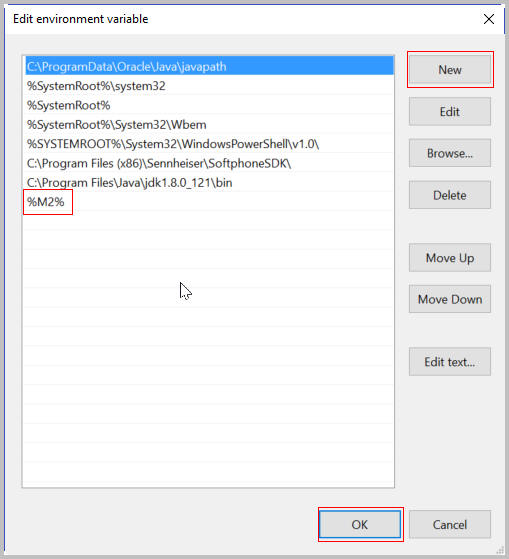 Edit environment variable
C:\ProgramData\Oracle\Java\javapath
%SystemRoot%\system32
%SystemRoot%
%SystemRoot%\System32\Wbem
%SYSTEMROOT%\System32\WindowsPowerShell\v1.0\
C:\Program Files (x86)\Sennheiser\SoftphoneSDK\
C:\Program Files\Java\jdk1.8.0_121\bin
%M2%
New
Edit
Browse...
Delete
Move Up
Move Down
Edit text...
OK
Cancel